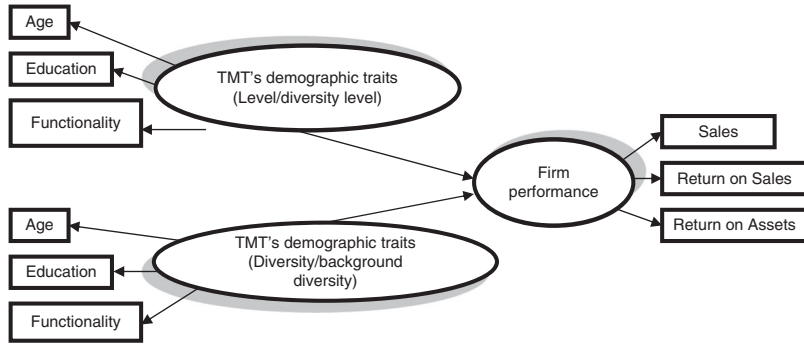 Age
Education
Functionality
TMT's demographic traits
(Level/diversity level)
Firm
performance
Sales
Return on Sales
Return on Assets
Age
Education
Functionality
TMT's demographic traits
(Diversity/background
diversity)